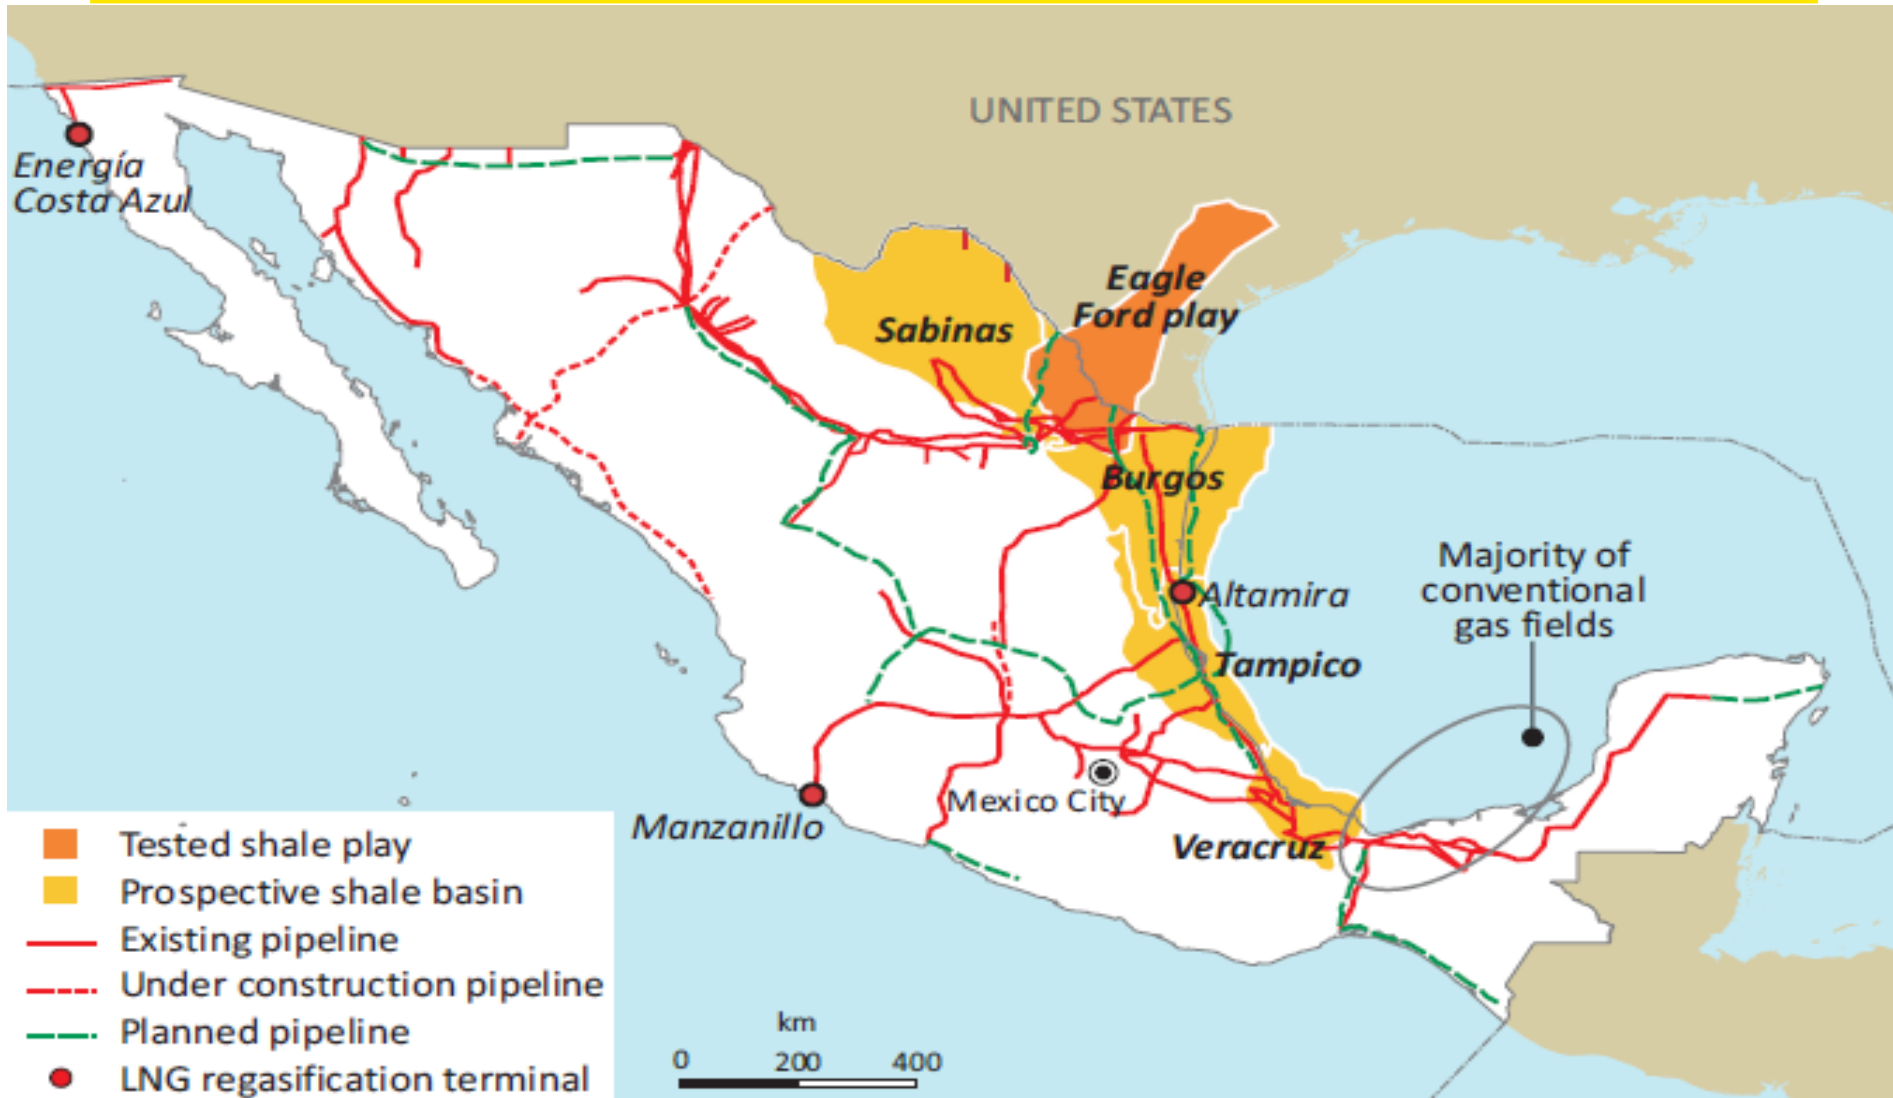 UNITED STATES
Energía
Costa Azul
Eagle
Ford play
Sabinas
Burgos
Altamira
Majority of
conventional
gas fields
Tampico
Mexico City
Manzanillo
Veracruz
Tested shale play
Prospective shale basin
Existing pipeline
Under construction pipeline
Planned pipeline
LNG regasification terminal
km
0 200 400